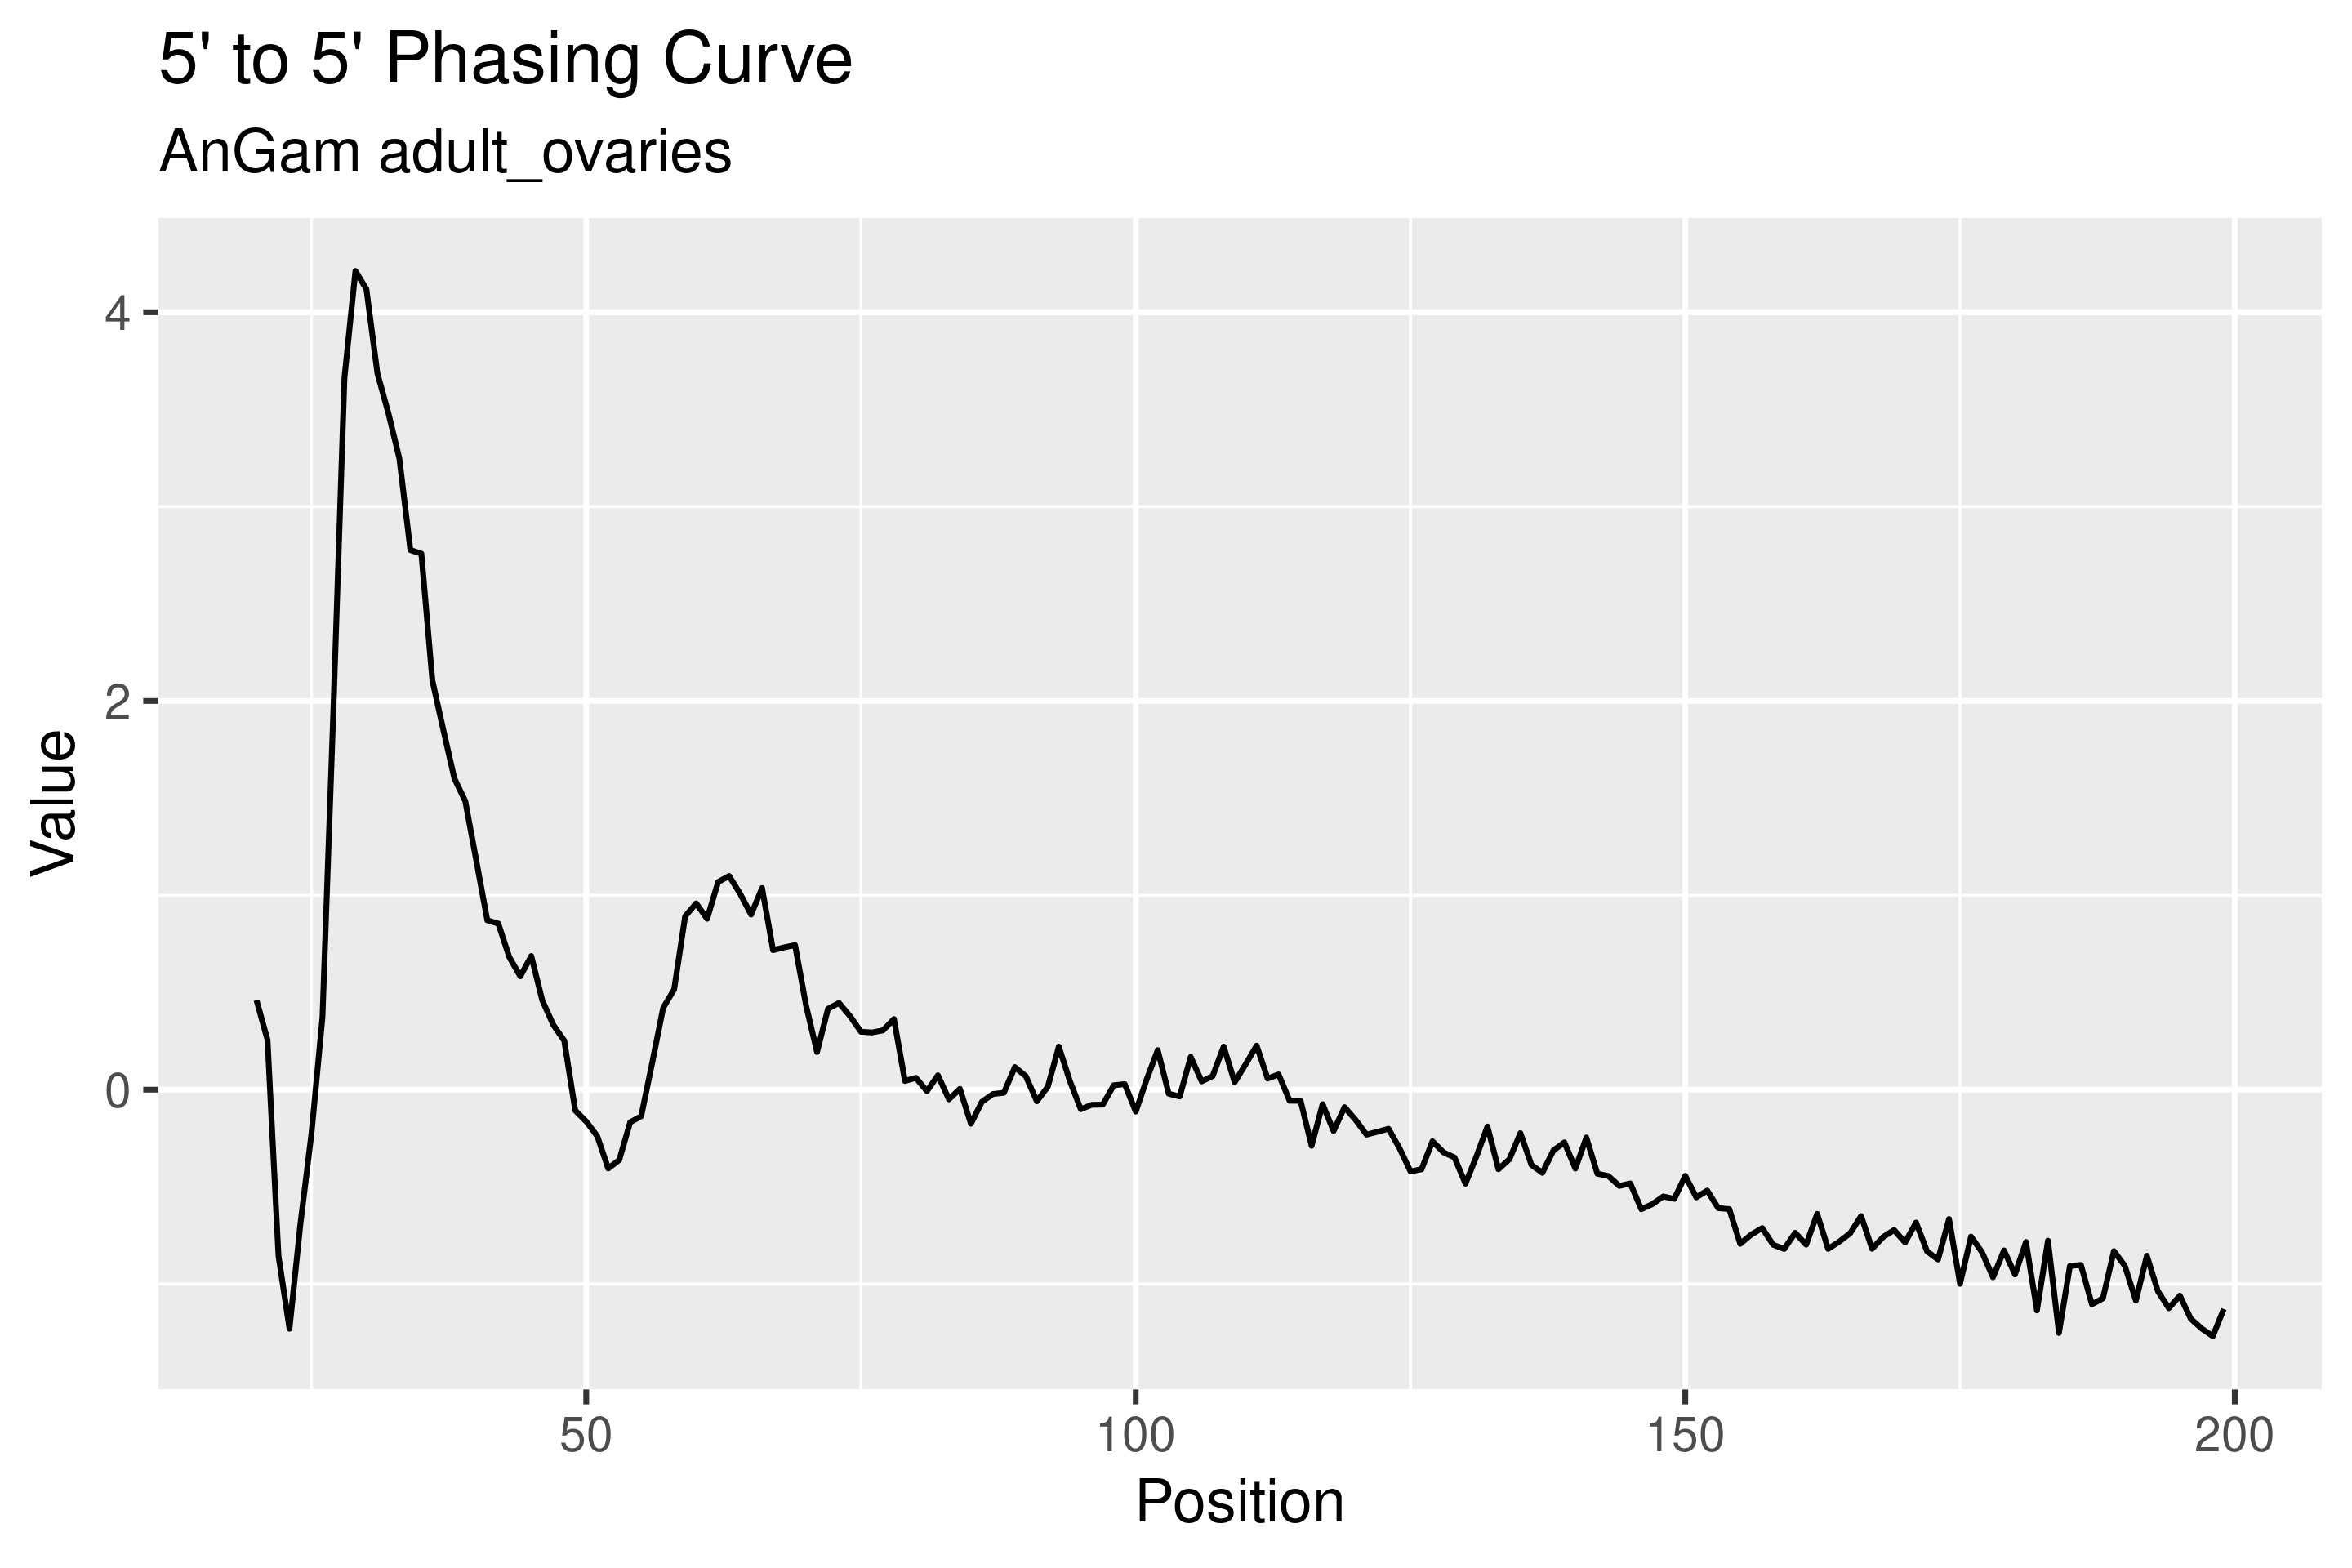 5' to 5' Phasing Curve
AnGam adult_ovaries
4
2
0
Value
50 100 150 200
Position